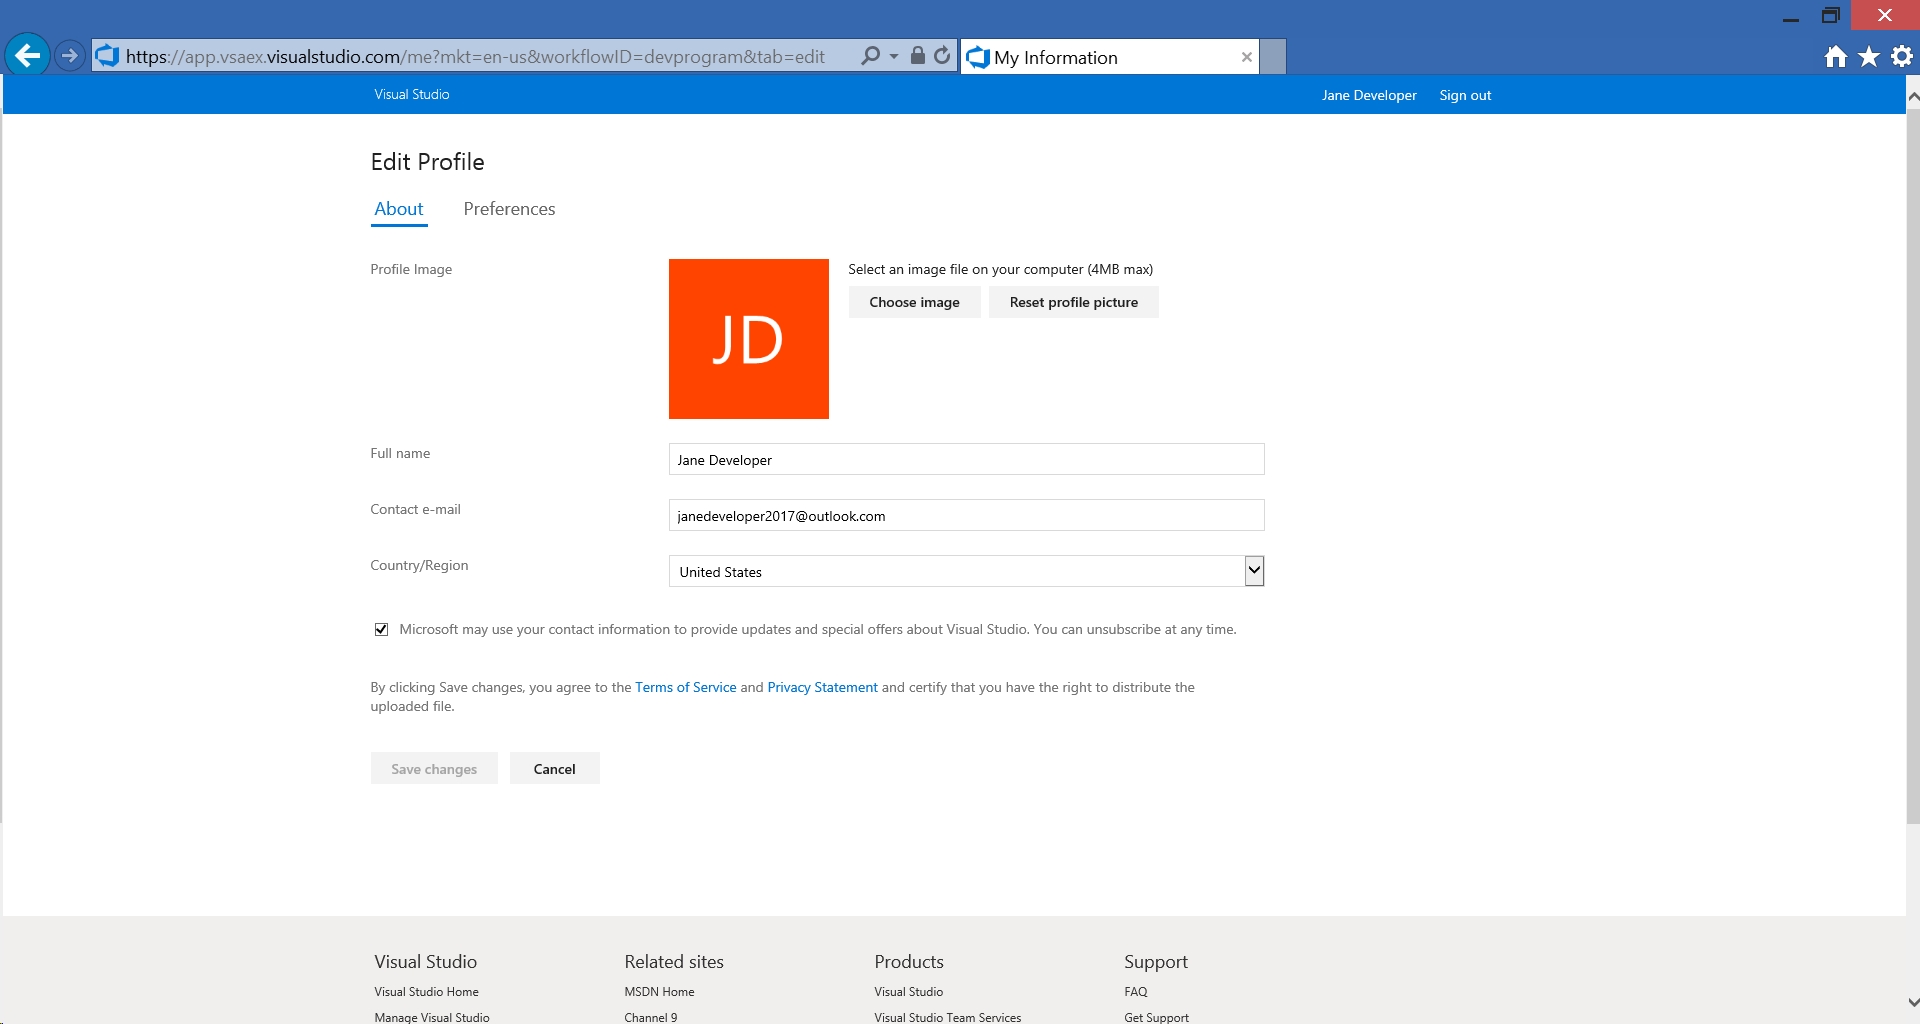 https://app.vsaex.visualstudio.com/me?mkt=en-us&workflowID=devprogram&tab=edit
My Information
Visual Studio
Jane Developer
Sign out
Edit Profile
About
Preferences
Profile Image
JD
Select an image file on your computer (4MB max)
Choose image
Reset profile picture
Full name
Jane Developer
Contact e-mail
janedeveloper2017@outlook.com
Country/Region
United States
Microsoft may use your contact information to provide updates and special offers about Visual Studio. You can unsubscribe at any time.
By clicking Save changes, you agree to the Terms of Service and Privacy Statement and certify that you have the right to distribute the
uploaded file.
Save changes
Cancel
Visual Studio
Related sites
Products
Support
Visual Studio Home
MSDN Home
Visual Studio
FAQ
Manage Visual Studio
Channel 9
Visual Studio Team Services
Get Support